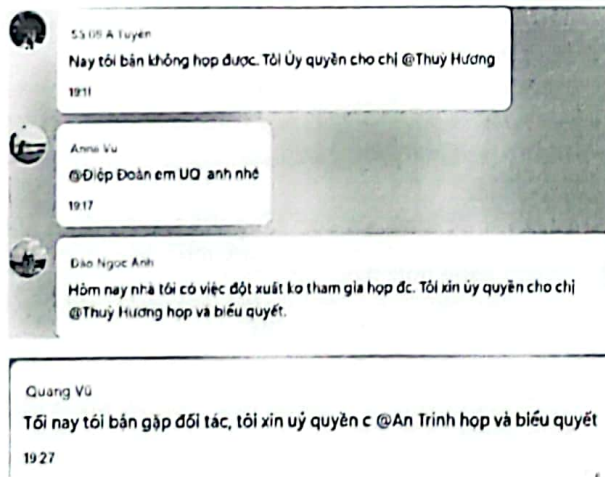 A Tuyên
Nay tôi bận không họp được. Tôi Ủy quyền cho chị @Thuỳ Hương
19:11
Anna Vu
@Điệp Đoàn em UQ anh nhé
19:17
Đào Ngọc Anh
Hôm nay nhà tôi có việc đột xuất ko tham gia họp đc. Tôi xin ủy quyền cho chị
@Thuỳ Hương họp và biểu quyết.
Quang Vũ
Tối nay tôi bận gặp đối tác, tôi xin uỷ quyền c @An Trinh họp và biểu quyết
19:27